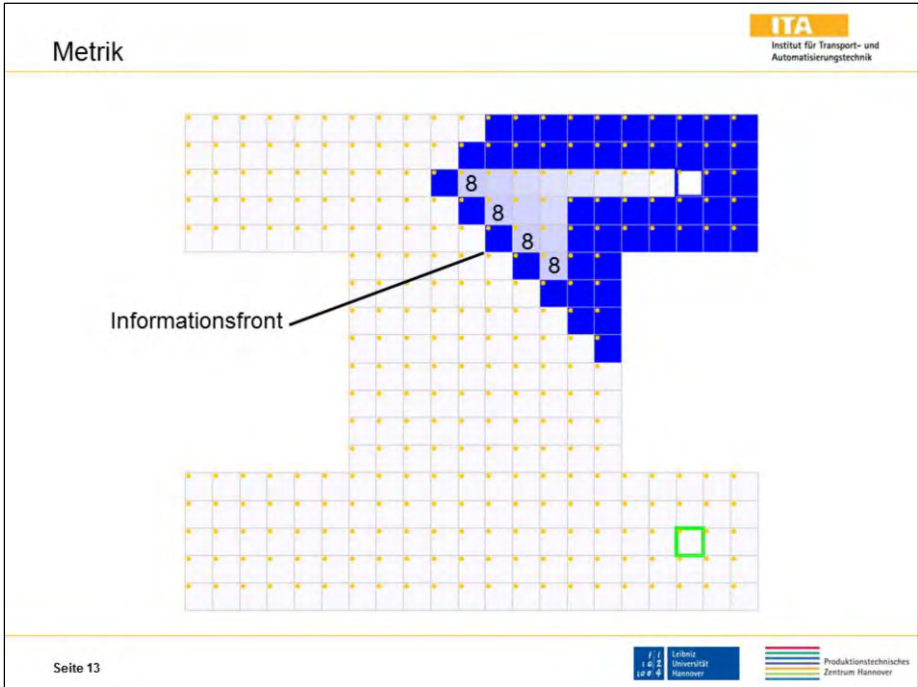 ITA
Institut für Transport- und
Automatisierungstechnik
Metrik
8
8
8
8
Informationsfront
Seite 13
Leibniz
Universität
Hannover
Produktionstechnisches
Zentrum Hannover